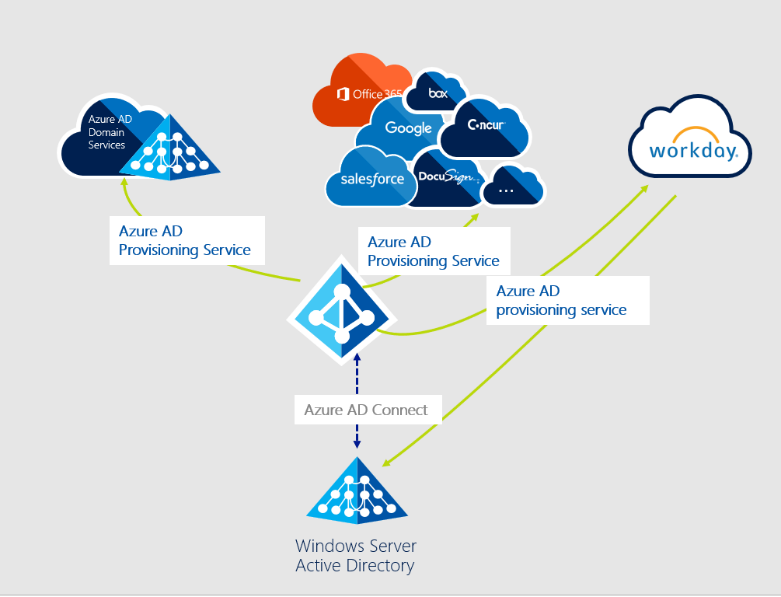 Azure AD
Domain
Services
Office 365
box
Google
Concur
salesforce
DocuSign
...
workday.
Azure AD
Provisioning Service
Azure AD
Provisioning Service
Azure AD
provisioning service
Azure AD Connect
Windows Server
Active Directory